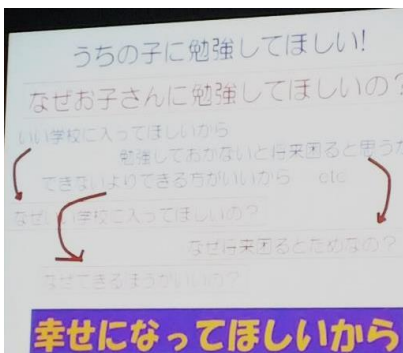 うちの子に勉強してほしい!
なぜお子さんに勉強してほしいの?
いい学校に入ってほしいから
勉強しておかないと将来困ると思うか
できないよりできる方がいいから etc
なぜいい学校に入ってほしいの?
なぜ将来困るとだめなの?
なぜできるほうがいいの?
幸せになってほしいから